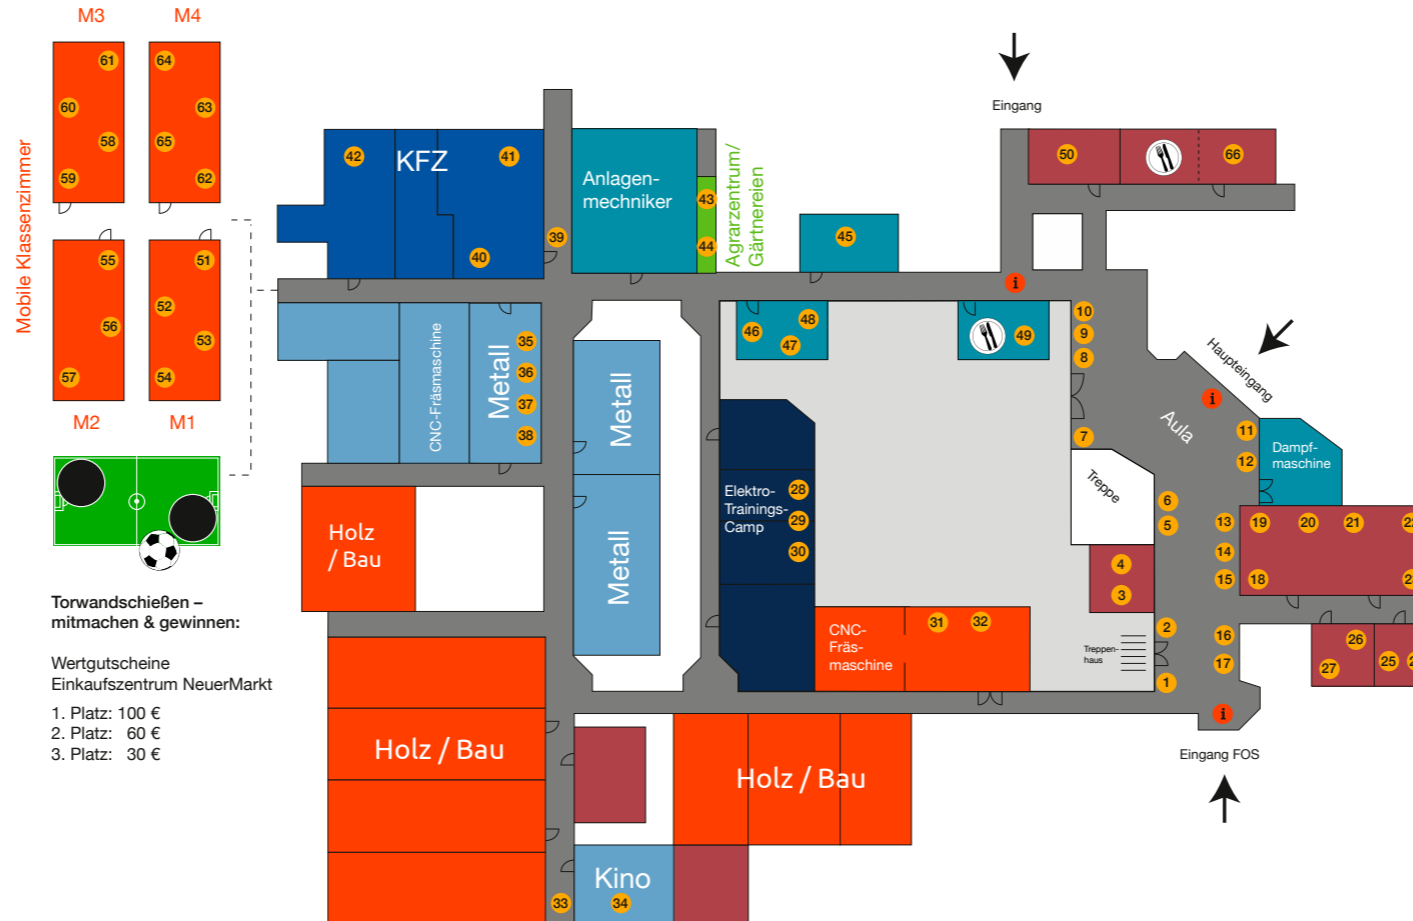 M3
M4
61
64
60
63
58
65
59
62
Mobile Klassenzimmer
55
51
52
56
53
57
54
M2
M1
Torwandschießen –
mitmachen & gewinnen:
Wertgutscheine
Einkaufszentrum NeuerMarkt
1. Platz: 100 €
2. Platz: 60 €
3. Platz: 30 €
42
KFZ
41
40
39
Anlagen-
mechniker
43
44
Agrarzentrum/
Gärtnereien
45
Eingang
50
66
i
CNC-Fräsmaschine
Metall
35
36
37
38
Metall
Metall
46
48
47
49
10
9
8
7
Haupteingang
i
Aula
11
12
Dampf-
maschine
Treppe
6
5
4
3
13
14
15
19
20
21
18
Elektro-
Trainings-
Camp
28
29
30
Holz
/ Bau
CNC-
Fräs-
maschine
31
32
Treppen-
haus
2
1
16
17
26
27
25
i
Eingang FOS
Holz / Bau
Holz / Bau
Kino
33
34